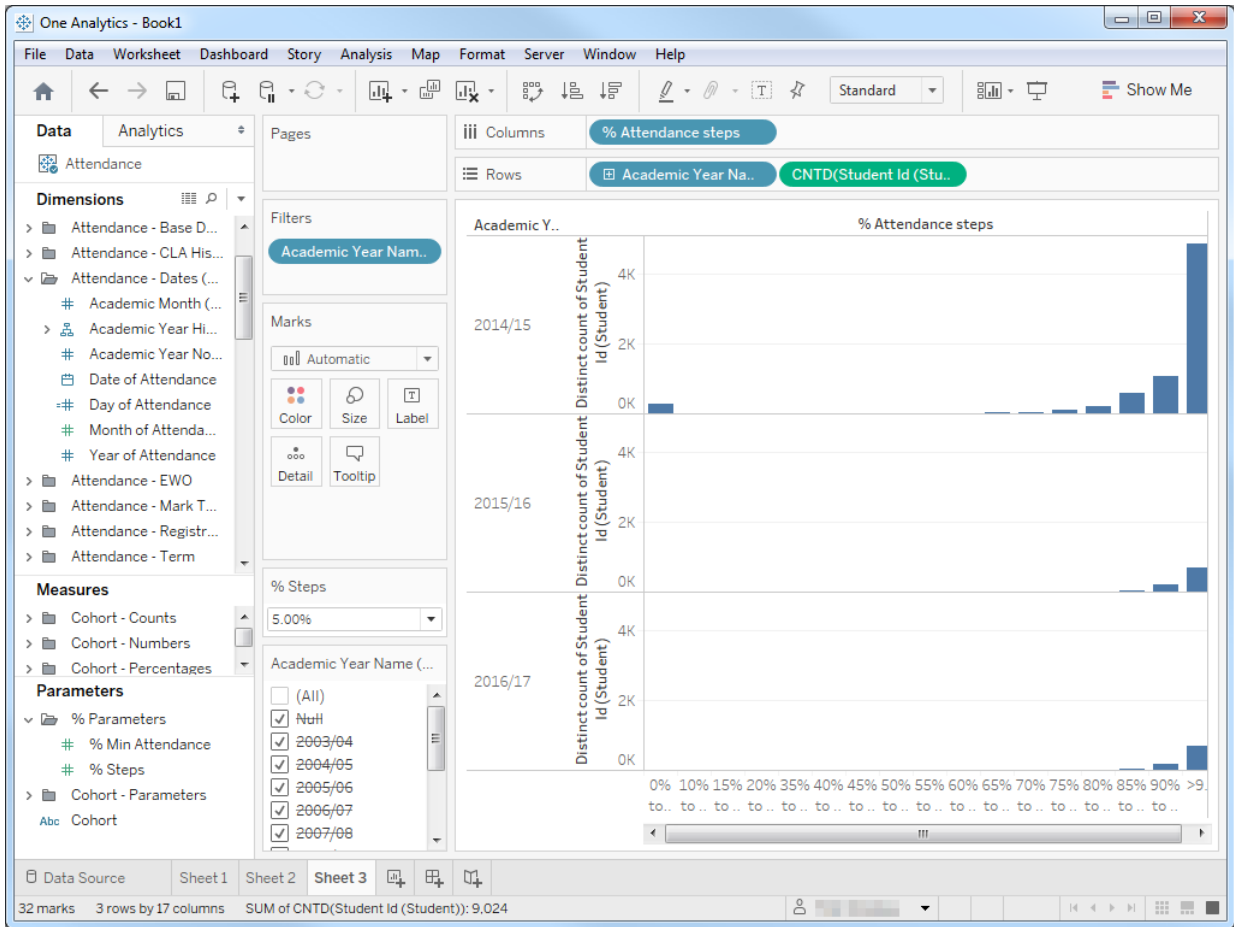 One Analytics - Book1
File Data Worksheet Dashboard Story Analysis Map Format Server Window Help
Standard
Show Me
Data Analytics
Attendance
Dimensions
Attendance - Base D...
Attendance - CLA His...
Attendance - Dates (...
Academic Month (...
Academic Year Hi...
Academic Year No...
Date of Attendance
Day of Attendance
Month of Attenda...
Year of Attendance
Attendance - EWO
Attendance - Mark T...
Attendance - Registr...
Attendance - Term
Measures
Cohort - Counts
Cohort - Numbers
Cohort - Percentages
Parameters
% Parameters
% Min Attendance
% Steps
Cohort - Parameters
Abc Cohort
Pages
Filters
Academic Year Nam..
Marks
Automatic
Color Size Label
Detail Tooltip
% Steps
5.00%
Academic Year Name (...
(All)
Null
2003/04
2004/05
2005/06
2006/07
2007/08
Columns % Attendance steps
Rows Academic Year Na.. CNTD(Student Id (Stu..
Academic Y.. % Attendance steps
2014/15
Distinct count of Student
Id (Student)
4K
2K
0K
2015/16
Distinct count of Student
Id (Student)
4K
2K
0K
2016/17
Distinct count of Student
Id (Student)
4K
2K
0K
0% 10% 15% 20% 35% 40% 45% 50% 55% 60% 65% 70% 75% 80% 85% 90% >9.
to.. to .. to .. to .. to .. to .. to .. to .. to .. to .. to .. to .. to .. to .. to .. to ..
Data Source Sheet 1 Sheet 2 Sheet 3
32 marks 3 rows by 17 columns SUM of CNTD(Student Id (Student)): 9,024